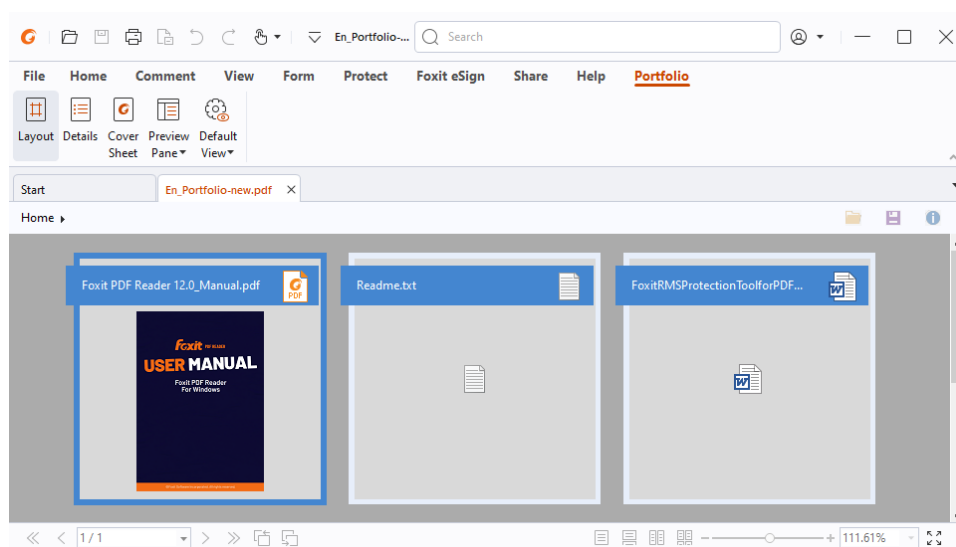 En_Portfolio-... Search
File Home Comment View Form Protect Foxit eSign Share Help Portfolio
Layout Details Cover Sheet Preview Pane Default View
Start En_Portfolio-new.pdf
Home
Foxit PDF Reader 12.0_Manual.pdf
PDF
Readme.txt
FoxitRMSProtectionToolforPDF...
Foxit PDF READER
USER MANUAL
Foxit PDF Reader
For Windows
1 / 1 111.61%